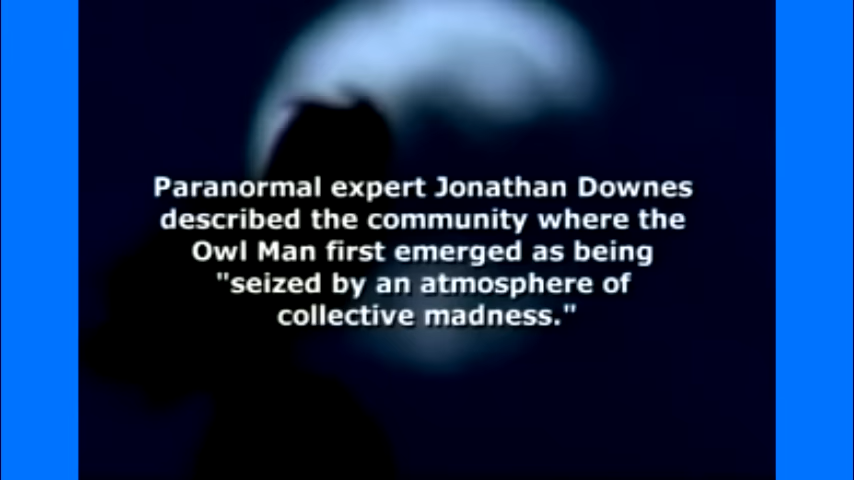 Paranormal expert Jonathan Downes
described the community where the
Owl Man first emerged as being
"seized by an atmosphere of
collective madness."